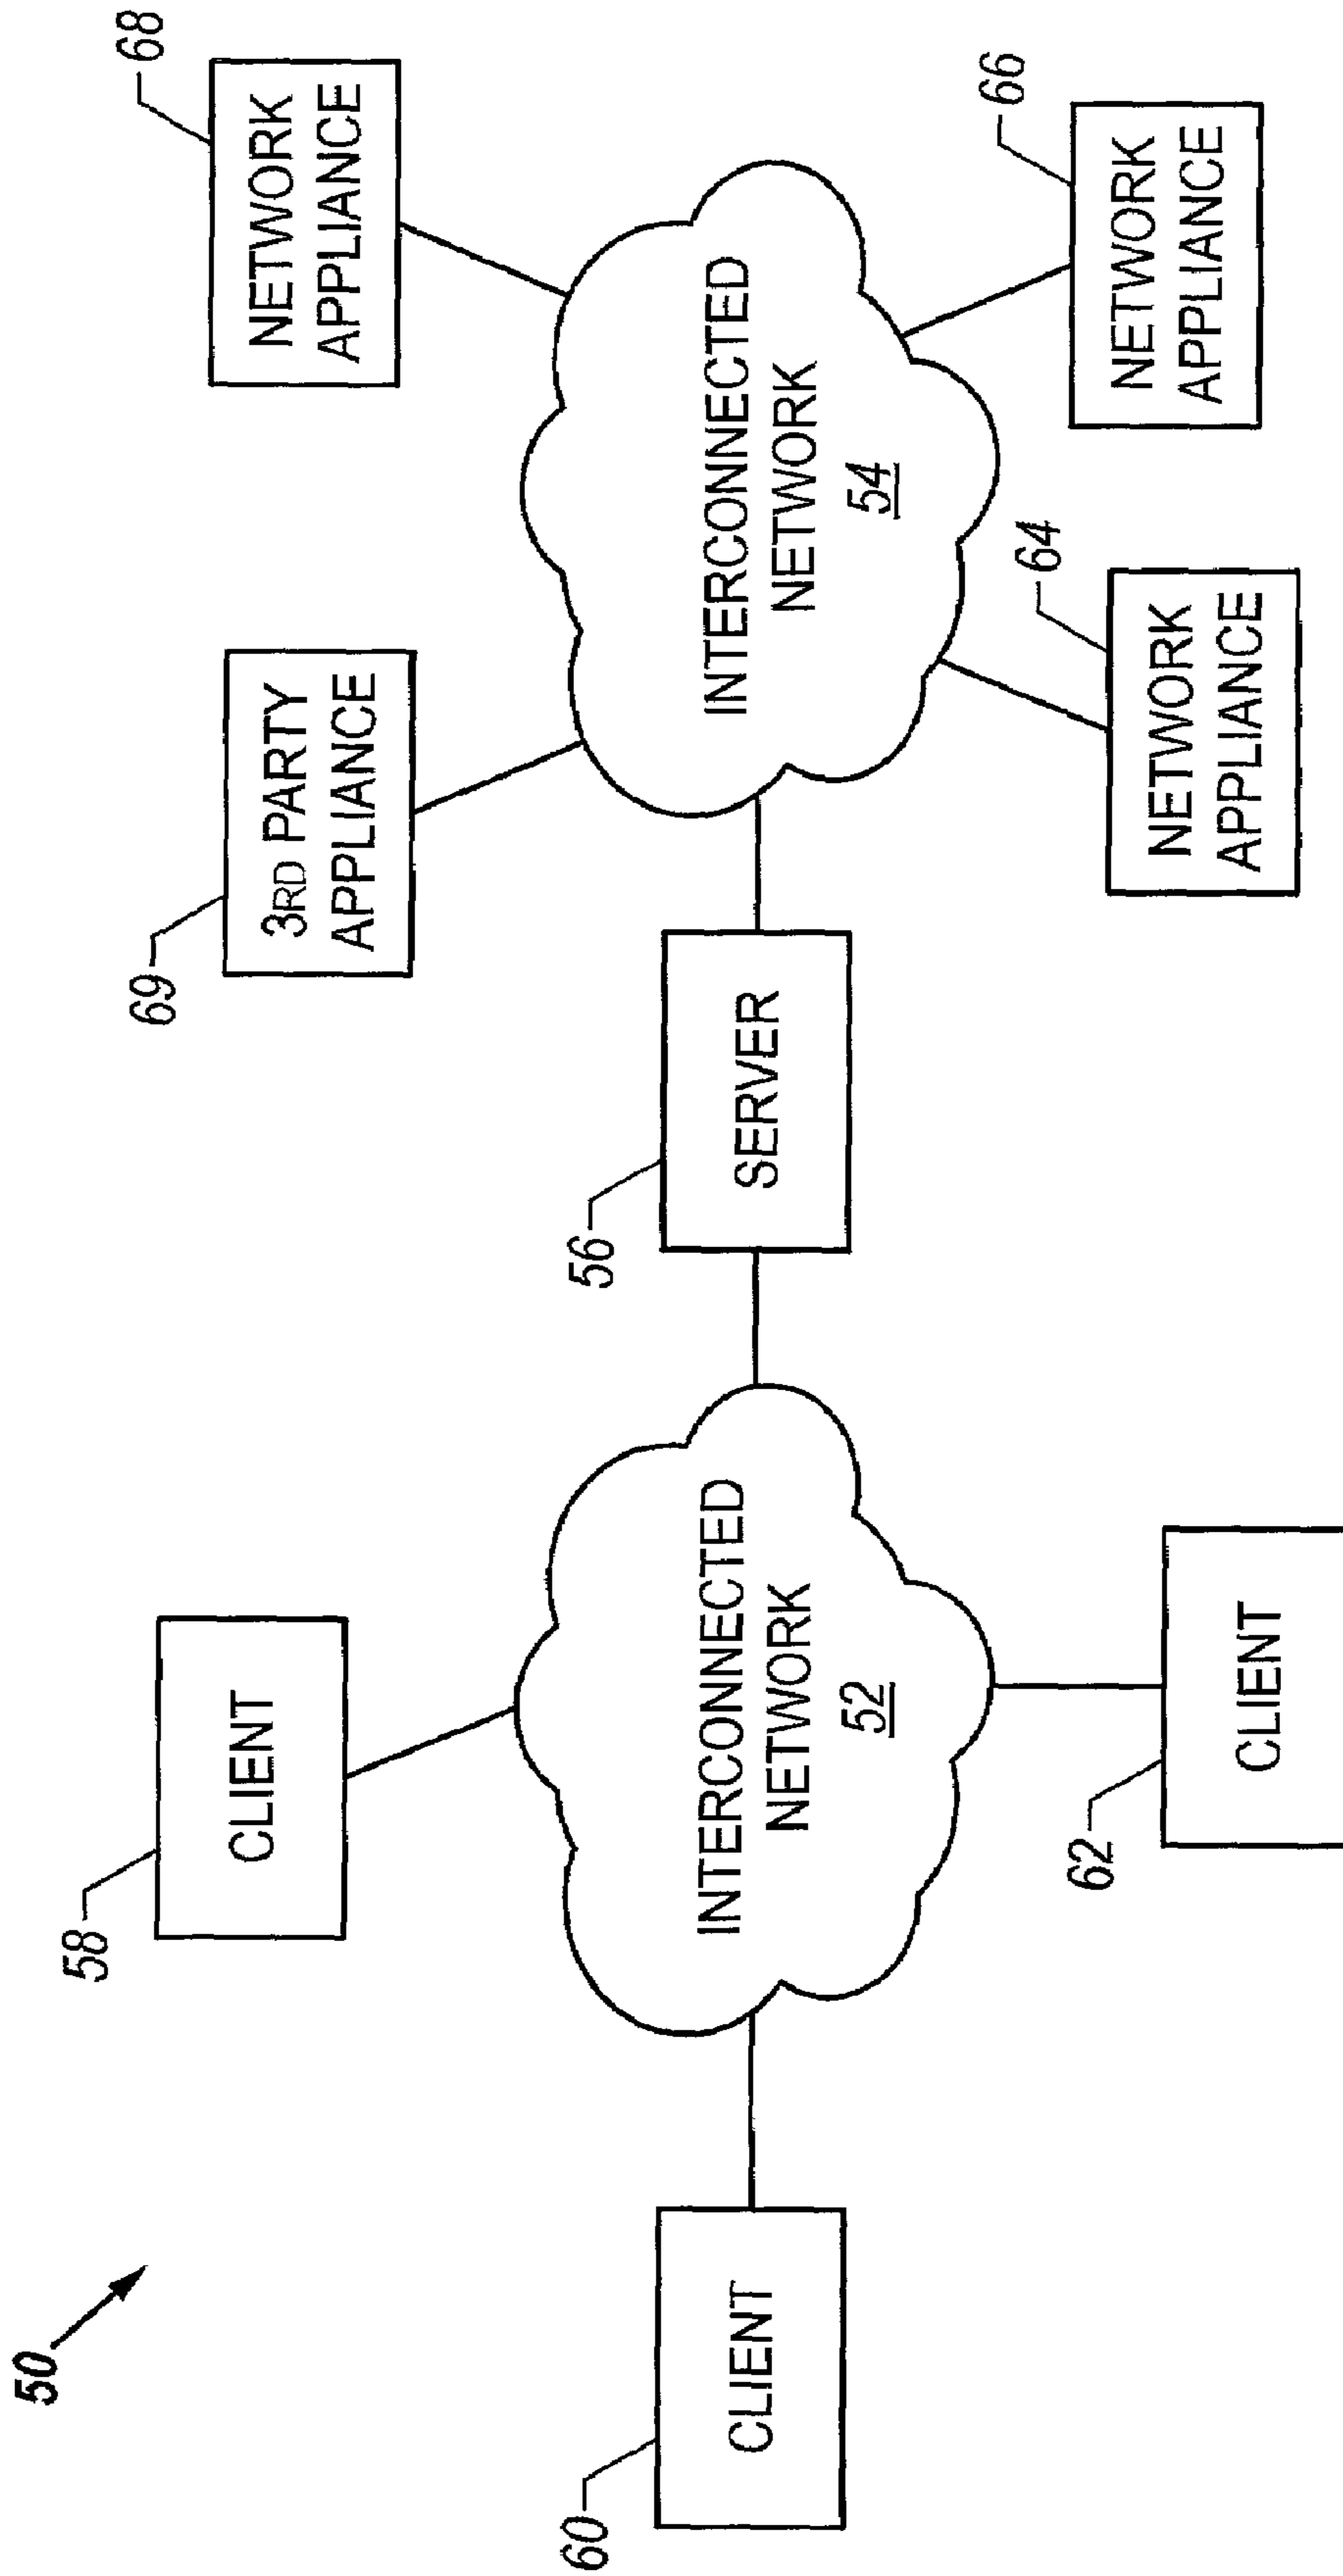 50
58
CLIENT
60
CLIENT
INTERCONNECTED
NETWORK
52
62
CLIENT
56
SERVER
69
3RD PARTY
APPLIANCE
68
NETWORK
APPLIANCE
INTERCONNECTED
NETWORK
54
64
NETWORK
APPLIANCE
66
NETWORK
APPLIANCE